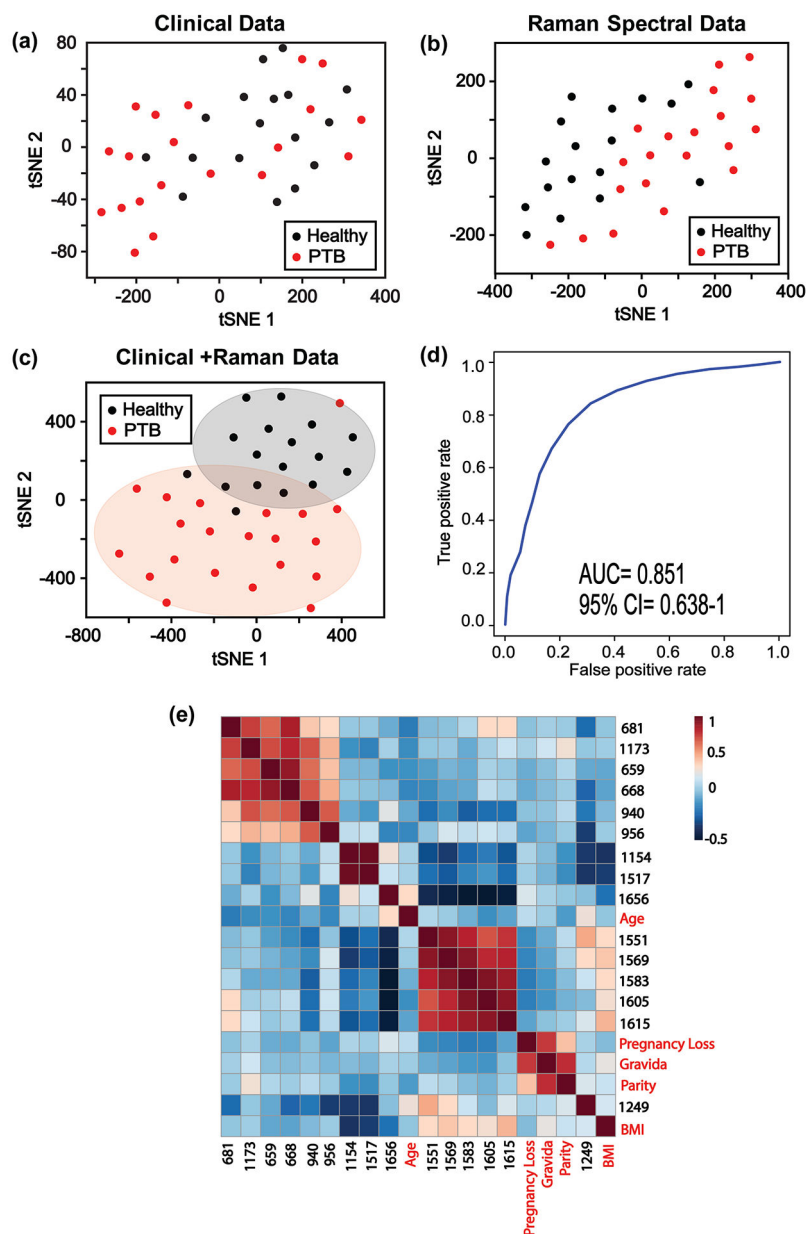 (a)
Clinical Data
80
40
0
-40
-80
tSNE 2
-200
0
200
400
tSNE 1
Healthy
PTB
(b)
Raman Spectral Data
200
0
-200
tSNE 2
-400
-200
0
200
400
tSNE 1
Healthy
PTB
(c)
Clinical +Raman Data
Healthy
PTB
400
0
-400
tSNE 2
-800
-400
0
400
800
tSNE 1
(d)
1.0
0.8
0.6
0.4
0.2
0.0
True positive rate
AUC= 0.851
95% CI= 0.638-1
0.0
0.2
0.4
0.6
0.8
1.0
False positive rate
(e)
681
1173
659
668
940
956
1154
1517
1656
Age
1551
1569
1583
1605
1615
Pregnancy Loss
Gravida
Parity
1249
BMI
1
0.5
0
-0.5
681
1173
659
668
940
956
1154
1517
1656
Age
1551
1569
1583
1605
1615
Pregnancy Loss
Gravida
Parity
1249
BMI